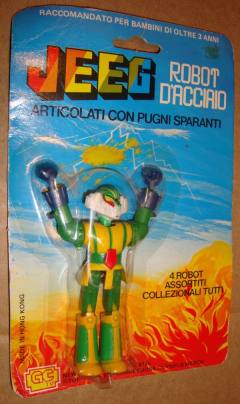 RACCOMANDATO PER BAMBINI DI OLTRE 3 ANNI
JEEG
ROBOT
D'ACCIAIO
ARTICOLATI CON PUGNI SPARANTI
4 ROBOT
ASSORTITI
COLLEZIONALI TUTTI
MADE IN HONG KONG
GG
NEW